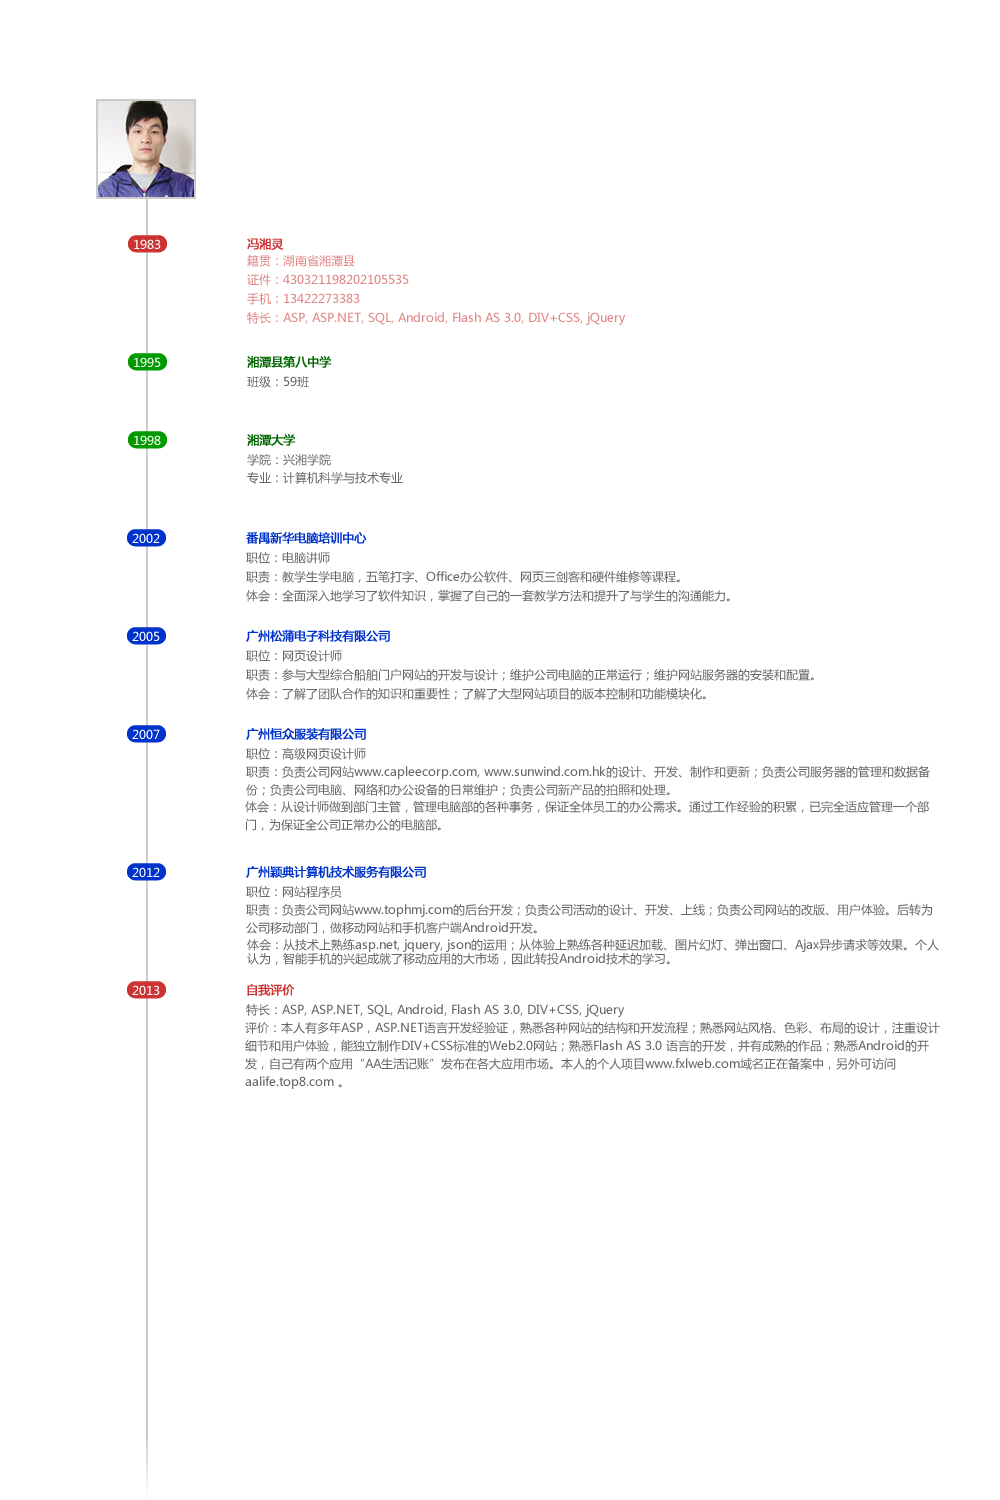 1983
冯湘灵
籍贯：湖南省湘潭县
证件：430321198202105535
手机：13422273383
特长：ASP, ASP.NET, SQL, Android, Flash AS 3.0, DIV+CSS, jQuery
1995
湘潭县第八中学
班级：59班
1998
湘潭大学
学院：兴湘学院
专业：计算机科学与技术专业
2002
番禺新华电脑培训中心
职位：电脑讲师
职责：教学生学电脑，五笔打字、Office办公软件、网页三剑客和硬件维修等课程。
体会：全面深入地学习了软件知识，掌握了自己的一套教学方法和提升了与学生的沟通能力。
2005
广州松蒲电子科技有限公司
职位：网页设计师
职责：参与大型综合船舶门户网站的开发与设计；维护公司电脑的正常运行；维护网站服务器的安装和配置。
体会：了解了团队合作的知识和重要性；了解了大型网站项目的版本控制和功能模块化。
2007
广州恒众服装有限公司
职位：高级网页设计师
职责：负责公司网站www.capleecorp.com, www.sunwind.com.hk的设计、开发、制作和更新；负责公司服务器的管理和数据备
份；负责公司电脑、网络和办公设备的日常维护；负责公司新产品的拍照和处理。
体会：从设计师做到部门主管，管理电脑部的各种事务，保证全体员工的办公需求。通过工作经验的积累，已完全适应管理一个部
门，为保证全公司正常办公的电脑部。
2012
广州颖典计算机技术服务有限公司
职位：网站程序员
职责：负责公司网站www.tophmj.com的后台开发；负责公司活动的设计、开发、上线；负责公司网站的改版、用户体验。后转为
公司移动部门，做移动网站和手机客户端Android开发。
体会：从技术上熟练asp.net, jquery, json的运用；从体验上熟练各种延迟加载、图片幻灯、弹出窗口、Ajax异步请求等效果。个人
认为，智能手机的兴起成就了移动应用的大市场，因此转投Android技术的学习。
2013
自我评价
特长：ASP, ASP.NET, SQL, Android, Flash AS 3.0, DIV+CSS, jQuery
评价：本人有多年ASP，ASP.NET语言开发经验证，熟悉各种网站的结构和开发流程；熟悉网站风格、色彩、布局的设计，注重设计
细节和用户体验，能独立制作DIV+CSS标准的Web2.0网站；熟悉Flash AS 3.0 语言的开发，并有成熟的作品；熟悉Android的开
发，自己有两个应用“AA生活记账”发布在各大应用市场。本人的个人项目www.fxlweb.com域名正在备案中，另外可访问
aalife.top8.com 。